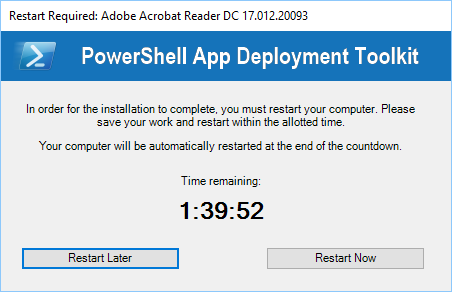 Restart Required: Adobe Acrobat Reader DC 17.012.20093
PowerShell App Deployment Toolkit
In order for the installation to complete, you must restart your computer. Please
save your work and restart within the allotted time.
Your computer will be automatically restarted at the end of the countdown.
Time remaining:
1:39:52
Restart Later
Restart Now